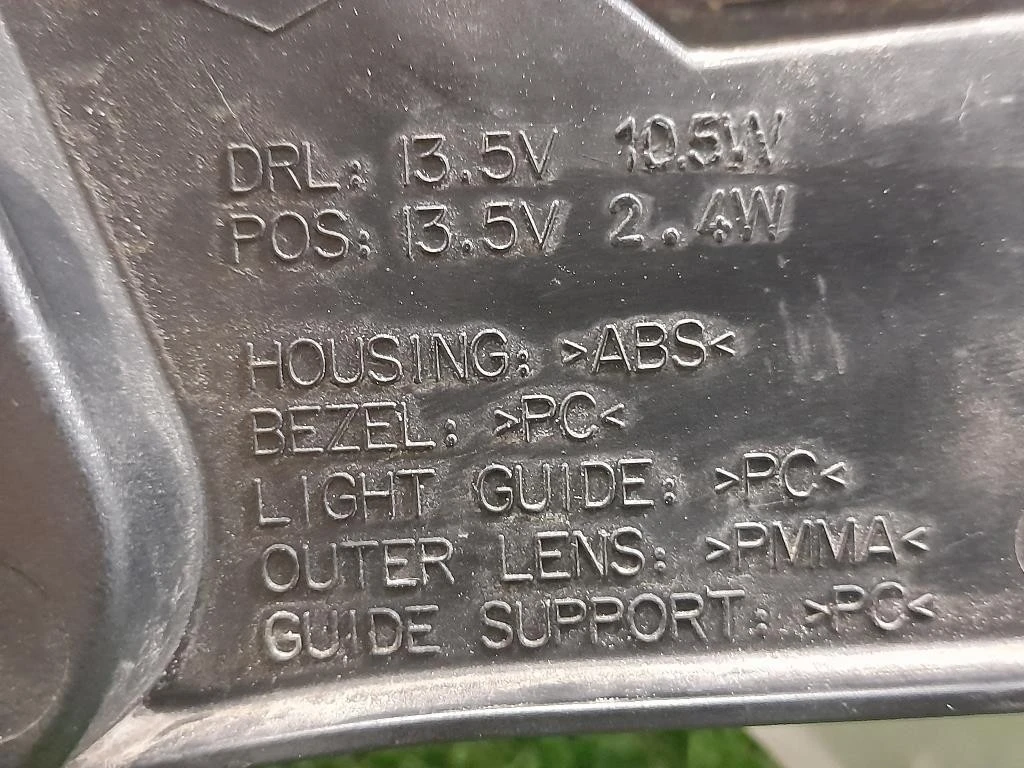 DRL: 13.5V 10.5W
POS: 13.5V 2.4W
HOUSING: >ABS<
BEZEL: >PC<
LIGHT GUIDE: >PC<
OUTER LENS: >PMMA<
GUIDE SUPPORT: >PC<